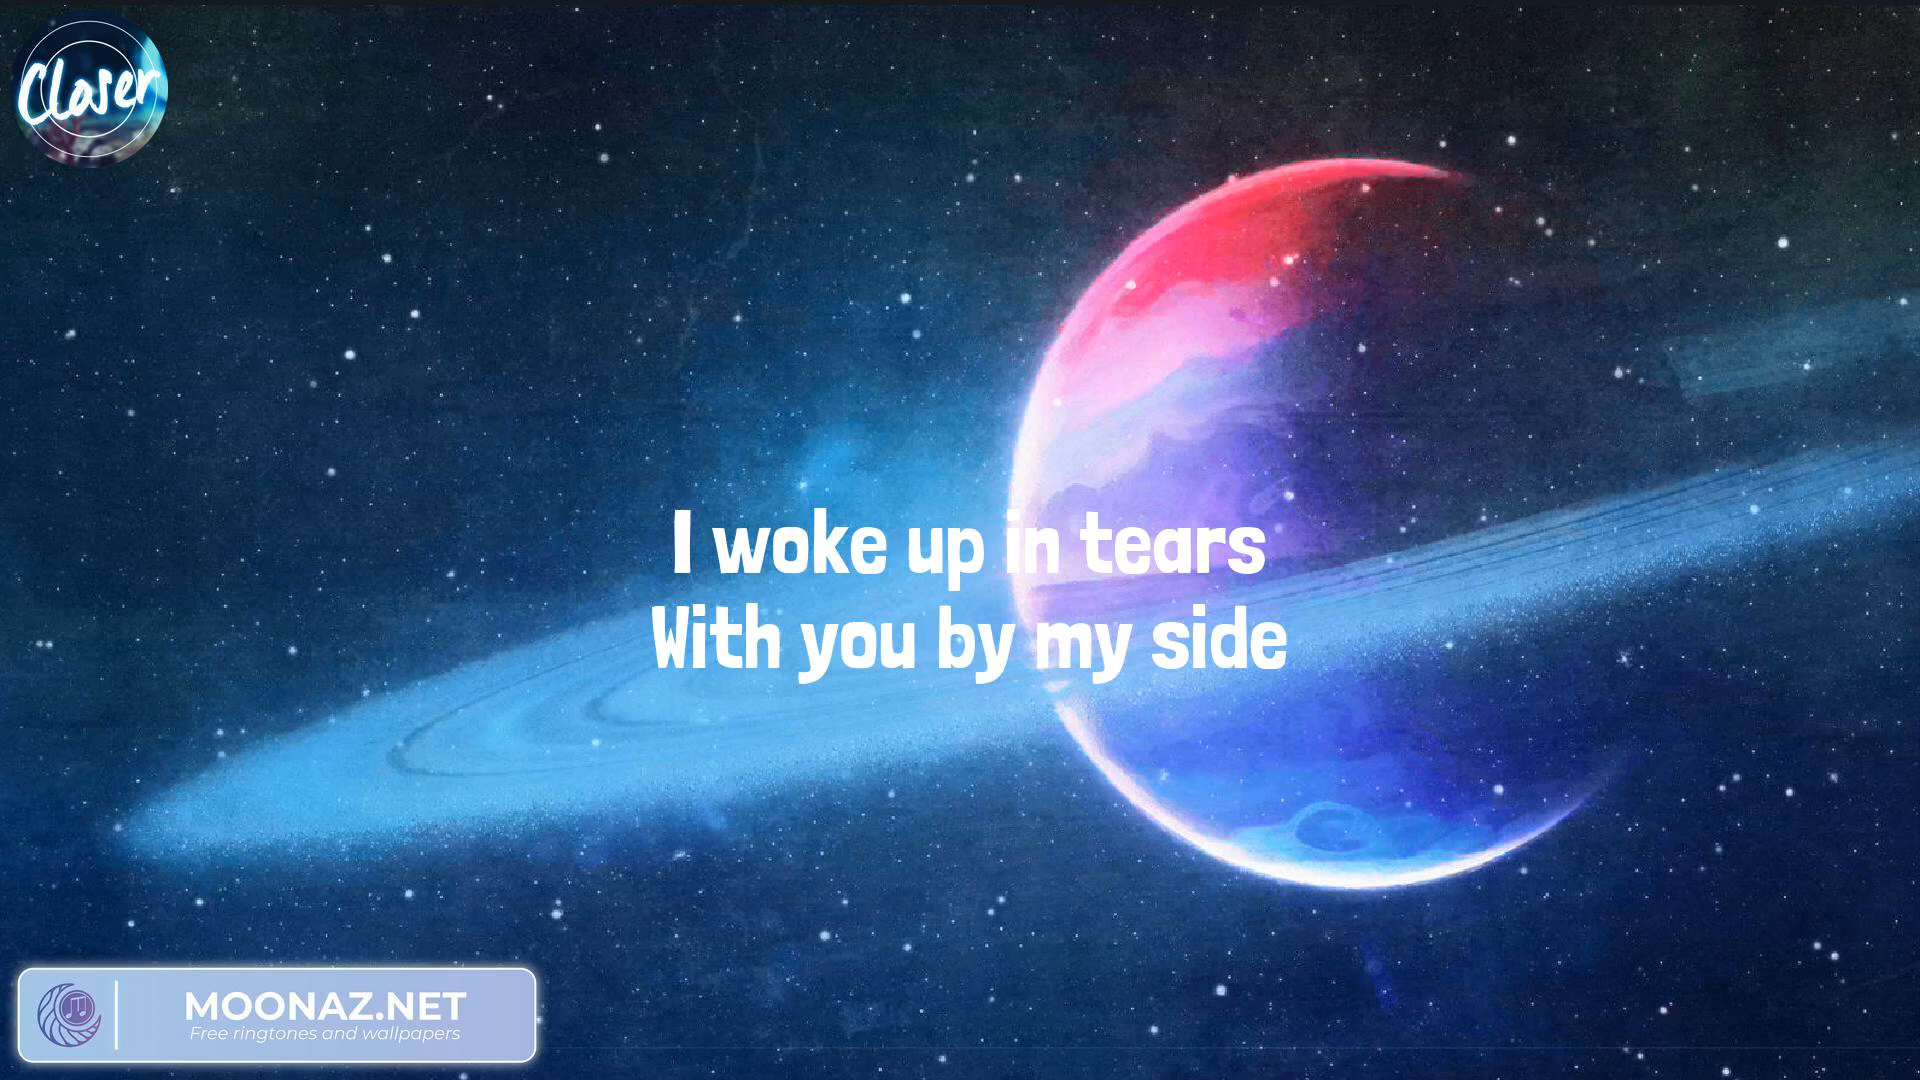 Closer
I woke up in tears
With you by my side
MOONAZ.NET
Free ringtones and wallpapers